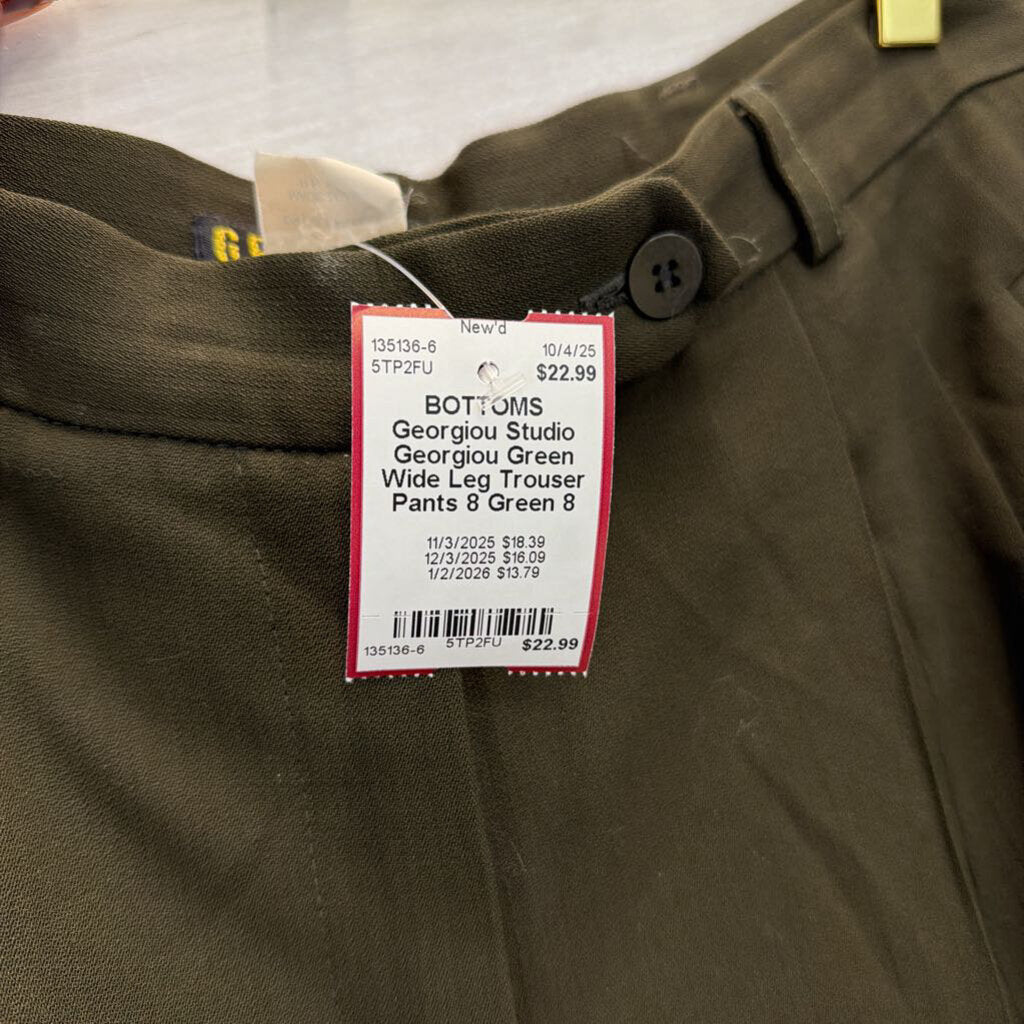 New'd
135136-6
10/4/25
5TP2FU
$22.99
BOTTOMS
Georgiou Studio
Georgiou Green
Wide Leg Trouser
Pants 8 Green 8
11/3/2025 $18.39
12/3/2025 $16.09
1/2/2026 $13.79
135136-6
5TP2FU
$22.99